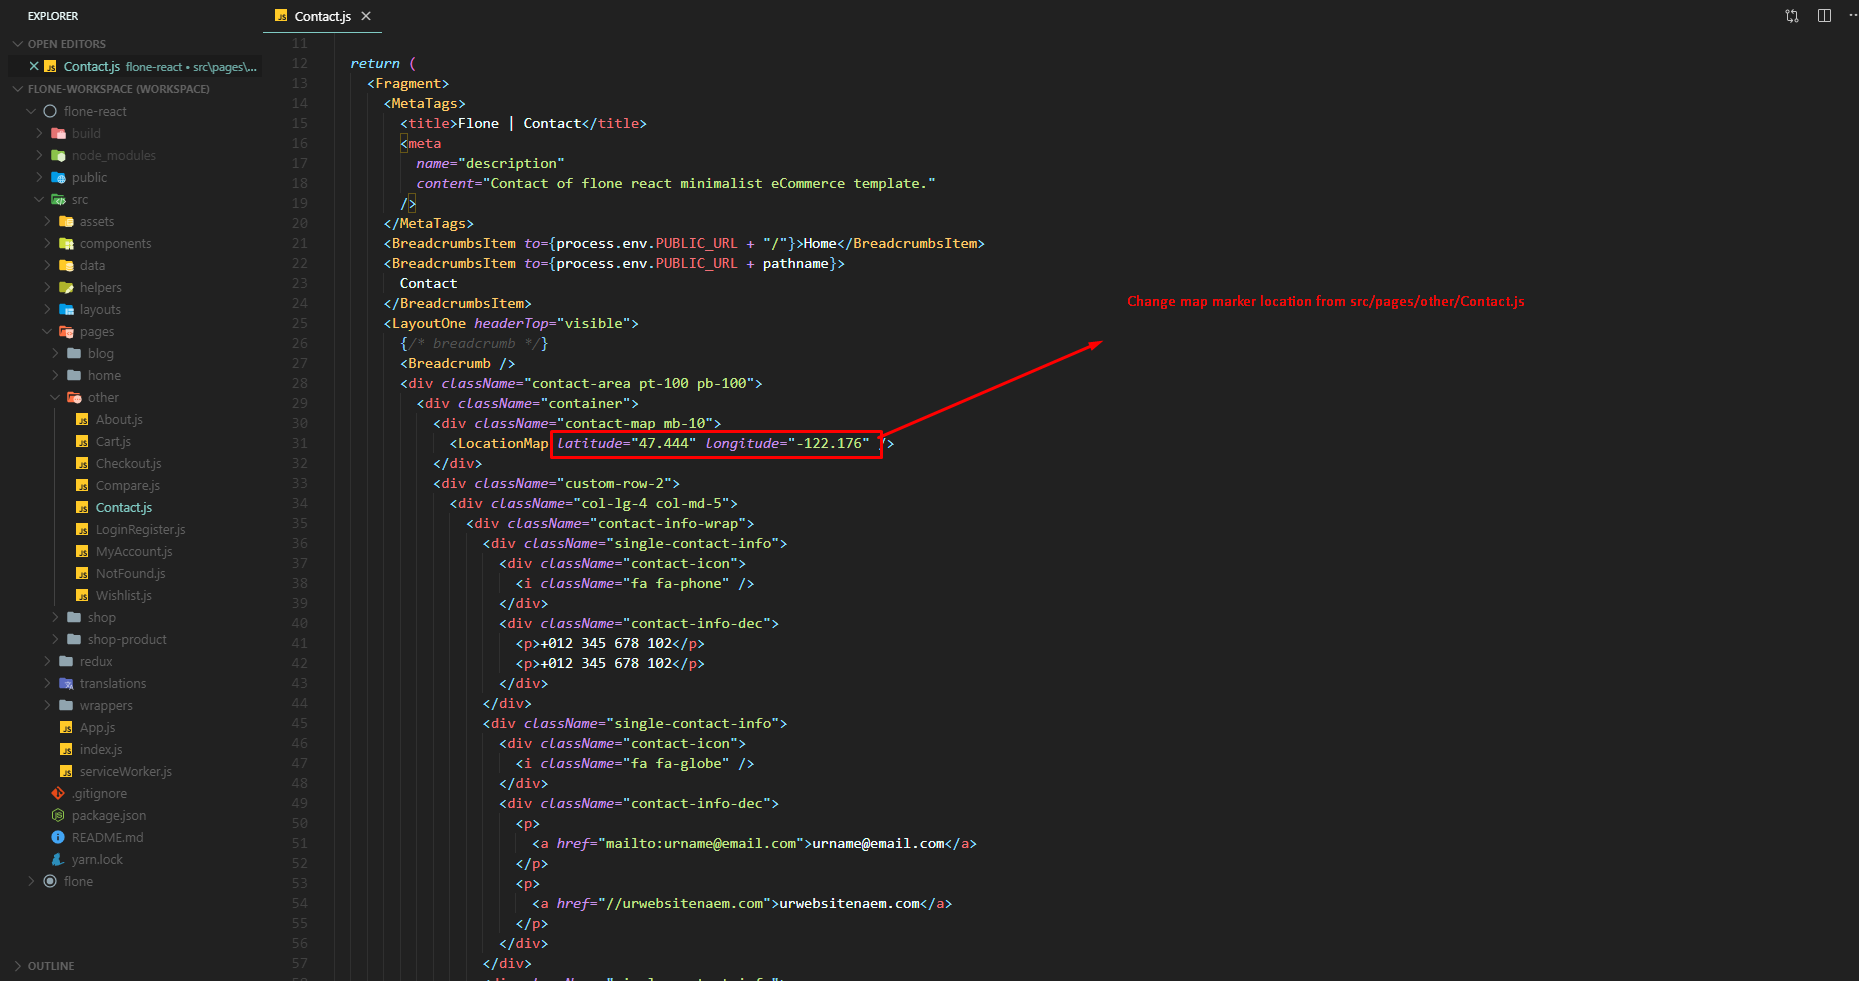 EXPLORER
OPEN EDITORS
Contact.js flone-react • src\pages\...
FLONE-WORKSPACE (WORKSPACE)
flone-react
build
node_modules
public
src
assets
components
data
helpers
layouts
pages
blog
home
other
About.js
Cart.js
Checkout.js
Compare.js
Contact.js
LoginRegister.js
MyAccount.js
NotFound.js
Wishlist.js
shop
shop-product
redux
translations
wrappers
App.js
index.js
serviceWorker.js
.gitignore
package.json
README.md
yarn.lock
flone
OUTLINE
Contact.js
11
12 return (
13 <Fragment>
14 <MetaTags>
15 <title>Flone | Contact</title>
16 <meta
17 name="description"
18 content="Contact of flone react minimalist eCommerce template."
19 />
20 </MetaTags>
21 <BreadcrumbsItem to={process.env.PUBLIC_URL + "/"}>Home</BreadcrumbsItem>
22 <BreadcrumbsItem to={process.env.PUBLIC_URL + pathname}>
23 Contact
24 </BreadcrumbsItem>
25 <LayoutOne headerTop="visible">
26 {/* breadcrumb */}
27 <Breadcrumb />
28 <div className="contact-area pt-100 pb-100">
29 <div className="container">
30 <div className="contact-map mb-10">
31 <LocationMap latitude="47.444" longitude="-122.176" />
32 </div>
33 <div className="custom-row-2">
34 <div className="col-lg-4 col-md-5">
35 <div className="contact-info-wrap">
36 <div className="single-contact-info">
37 <div className="contact-icon">
38 <i className="fa fa-phone" />
39 </div>
40 <div className="contact-info-dec">
41 <p>+012 345 678 102</p>
42 <p>+012 345 678 102</p>
43 </div>
44 </div>
45 <div className="single-contact-info">
46 <div className="contact-icon">
47 <i className="fa fa-globe" />
48 </div>
49 <div className="contact-info-dec">
50 <p>
51 <a href="mailto:urname@email.com">urname@email.com</a>
52 </p>
53 <p>
54 <a href="//urwebsitenaem.com">urwebsitenaem.com</a>
55 </p>
56 </div>
57 </div>
Change map marker location from src/pages/other/Contact.js